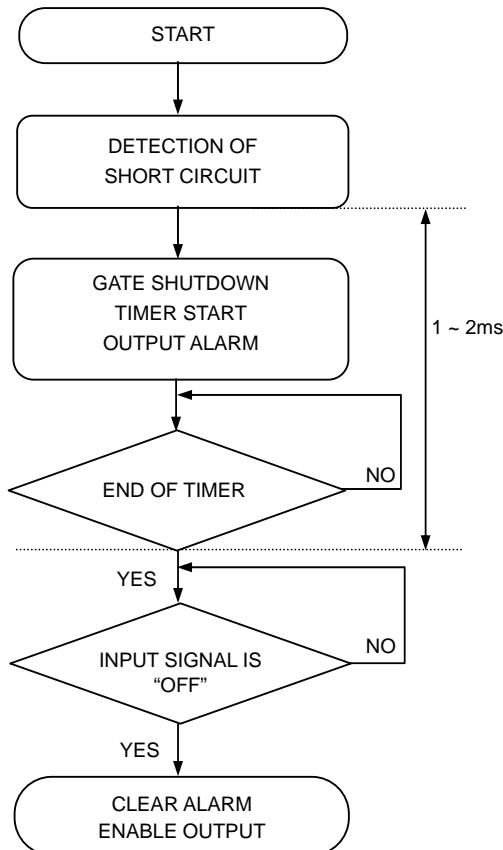 START
DETECTION OF
SHORT CIRCUIT
GATE SHUTDOWN
TIMER START
OUTPUT ALARM
1 ~ 2ms
END OF TIMER
NO
YES
INPUT SIGNAL IS
“OFF”
NO
YES
CLEAR ALARM
ENABLE OUTPUT